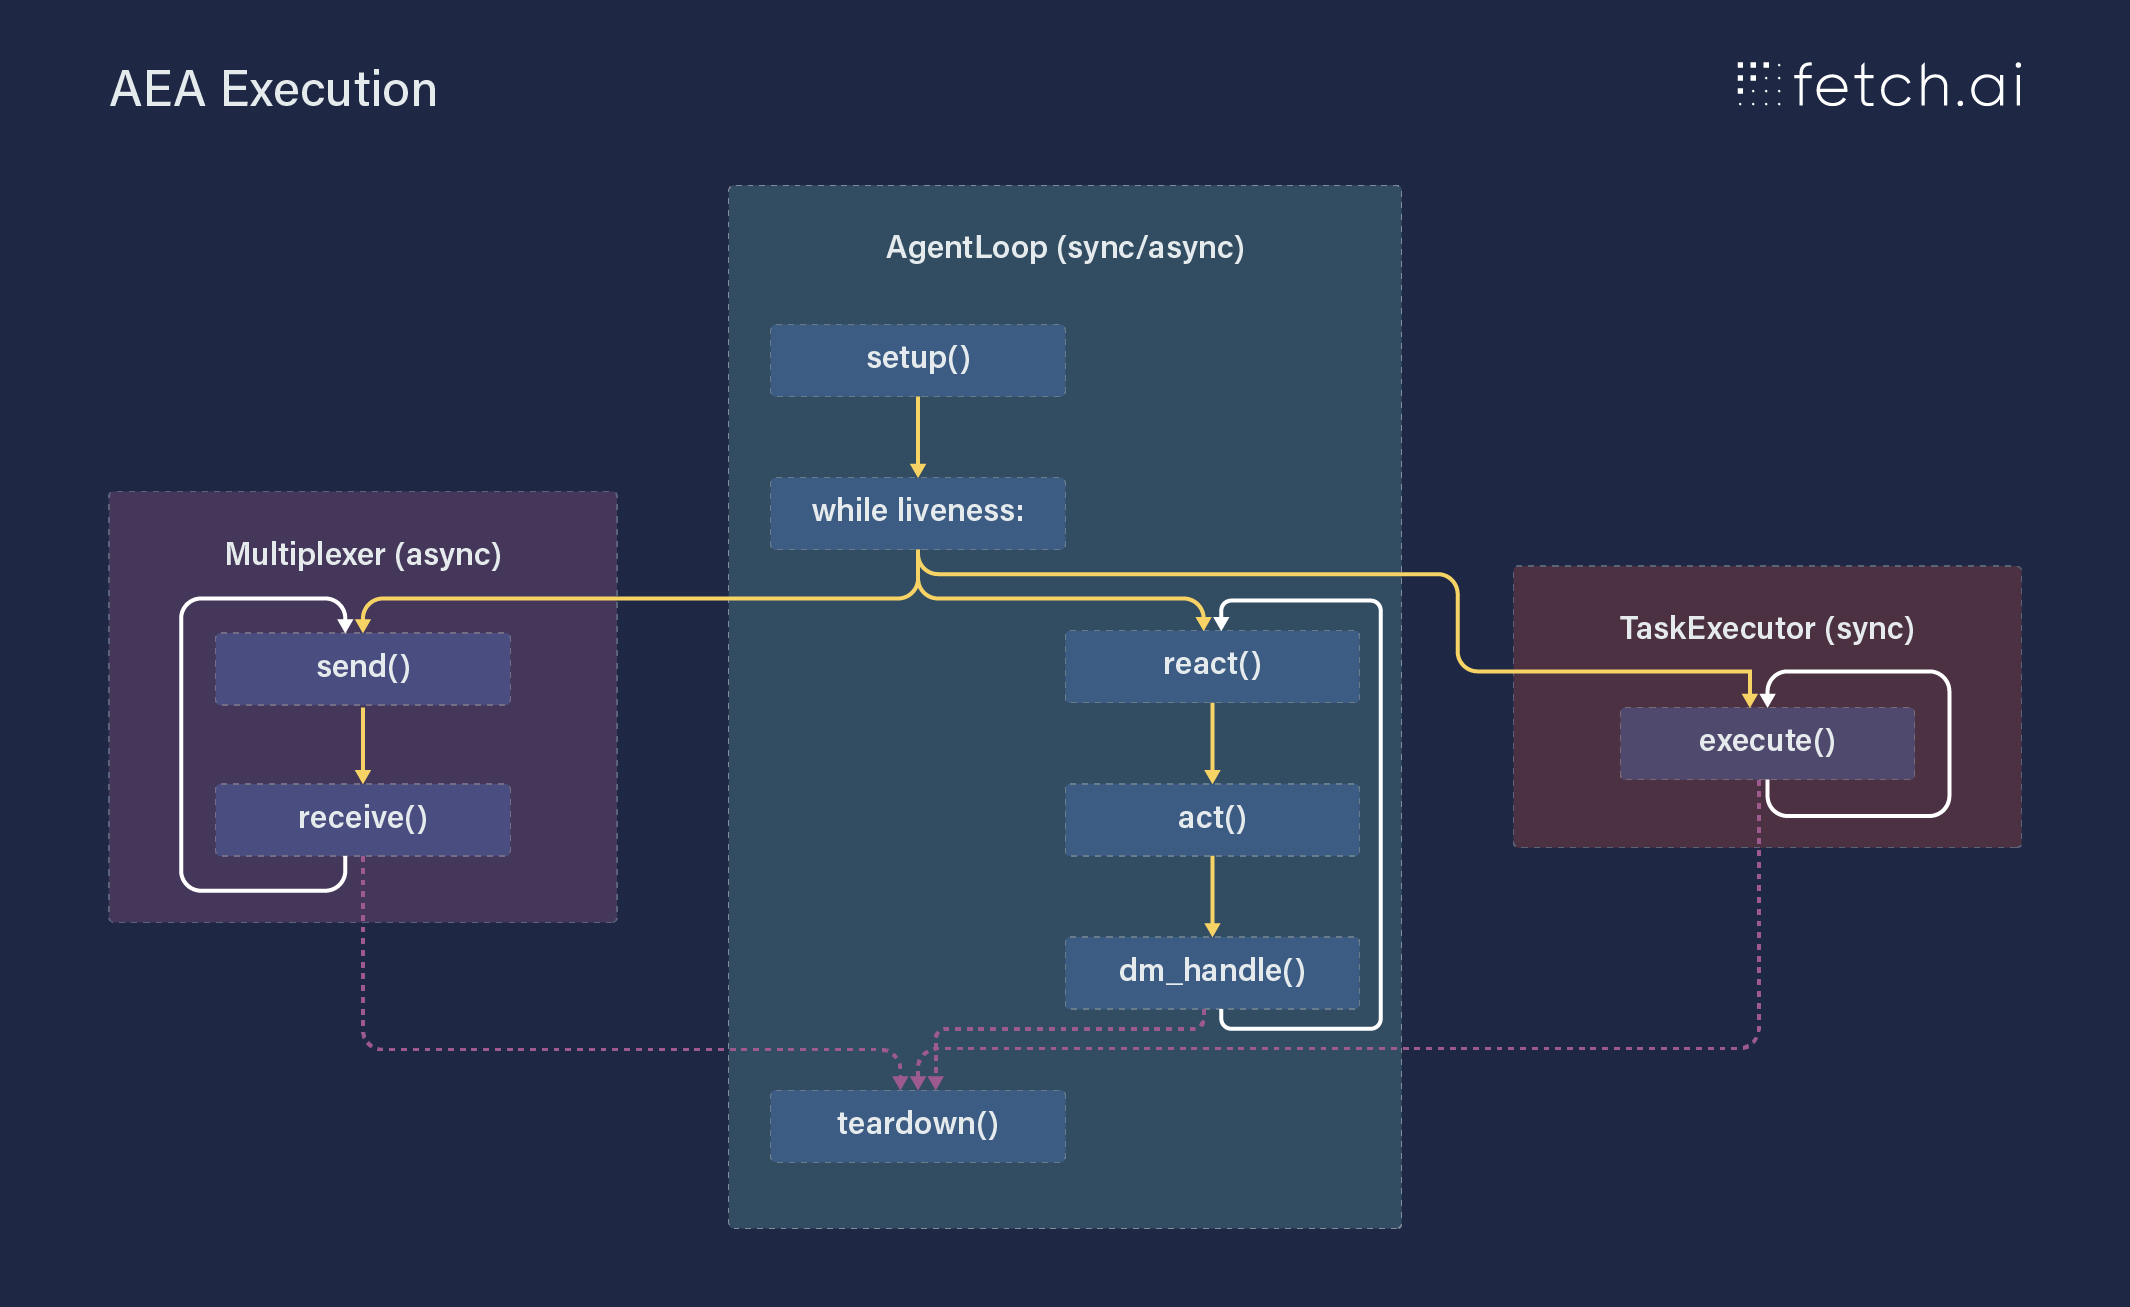 AEA Execution
fetch.ai
AgentLoop (sync/async)
setup()
while liveness:
Multiplexer (async)
send()
receive()
react()
act()
dm_handle()
teardown()
TaskExecutor (sync)
execute()